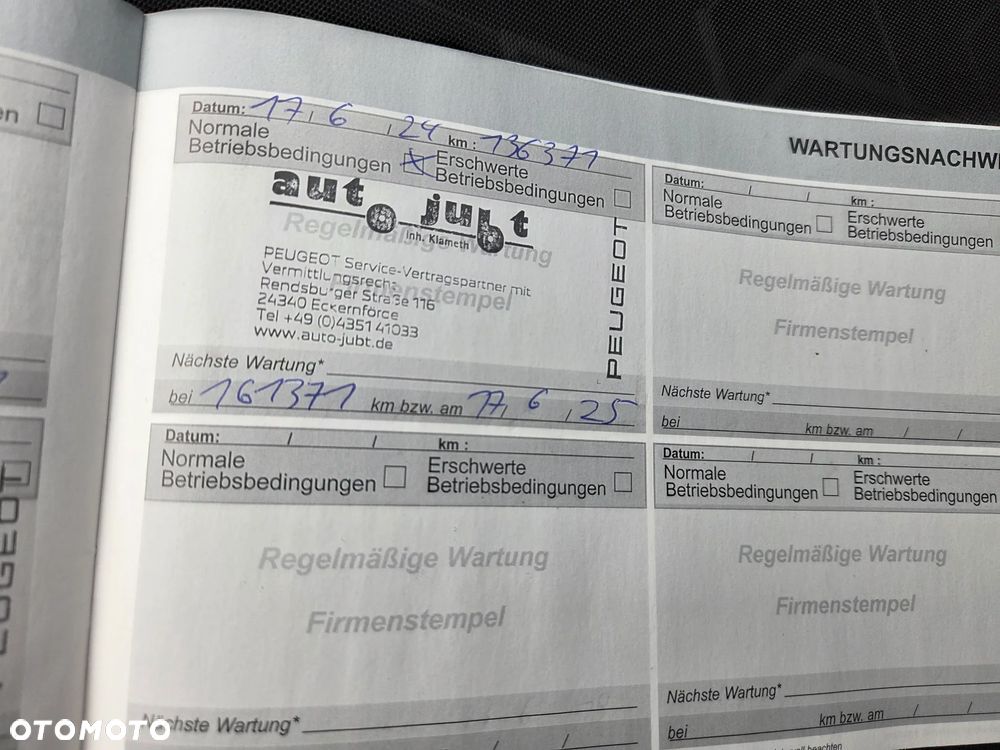 en
WARTUNGSNACHWE
Datum: 17, 6 , 24 km : 136371
Normale
Betriebsbedingungen
Erschwerte
Betriebsbedingungen
auto jubt
Inh. Klameth
Regelmäßige Wartung
Firmenstempel
PEUGEOT Service-Vertragspartner mit
Vermittlungsrecht
Rendsburger Straße 116
24340 Eckernförde
Tel +49 (0)4351 41033
www.auto-jubt.de
PEUGEOT
Nächste Wartung*
bei 161371 km bzw. am 17, 6 , 25
Datum: / / km :
Normale
Betriebsbedingungen
Erschwerte
Betriebsbedingungen
Regelmäßige Wartung
Firmenstempel
Nächste Wartung*
bei km bzw. am / /
Datum: / / km :
Normale
Betriebsbedingungen
Erschwerte
Betriebsbedingungen
Regelmäßige Wartung
Firmenstempel
Nächste Wartung*
/ /
Datum: / / km :
Normale
Betriebsbedingungen
Erschwerte
Betriebsbedingungen
Regelmäßige Wartung
Firmenstempel
Nächste Wartung*
bei km bzw. am / /
beachten
PEUGEOT
OTOMOTO